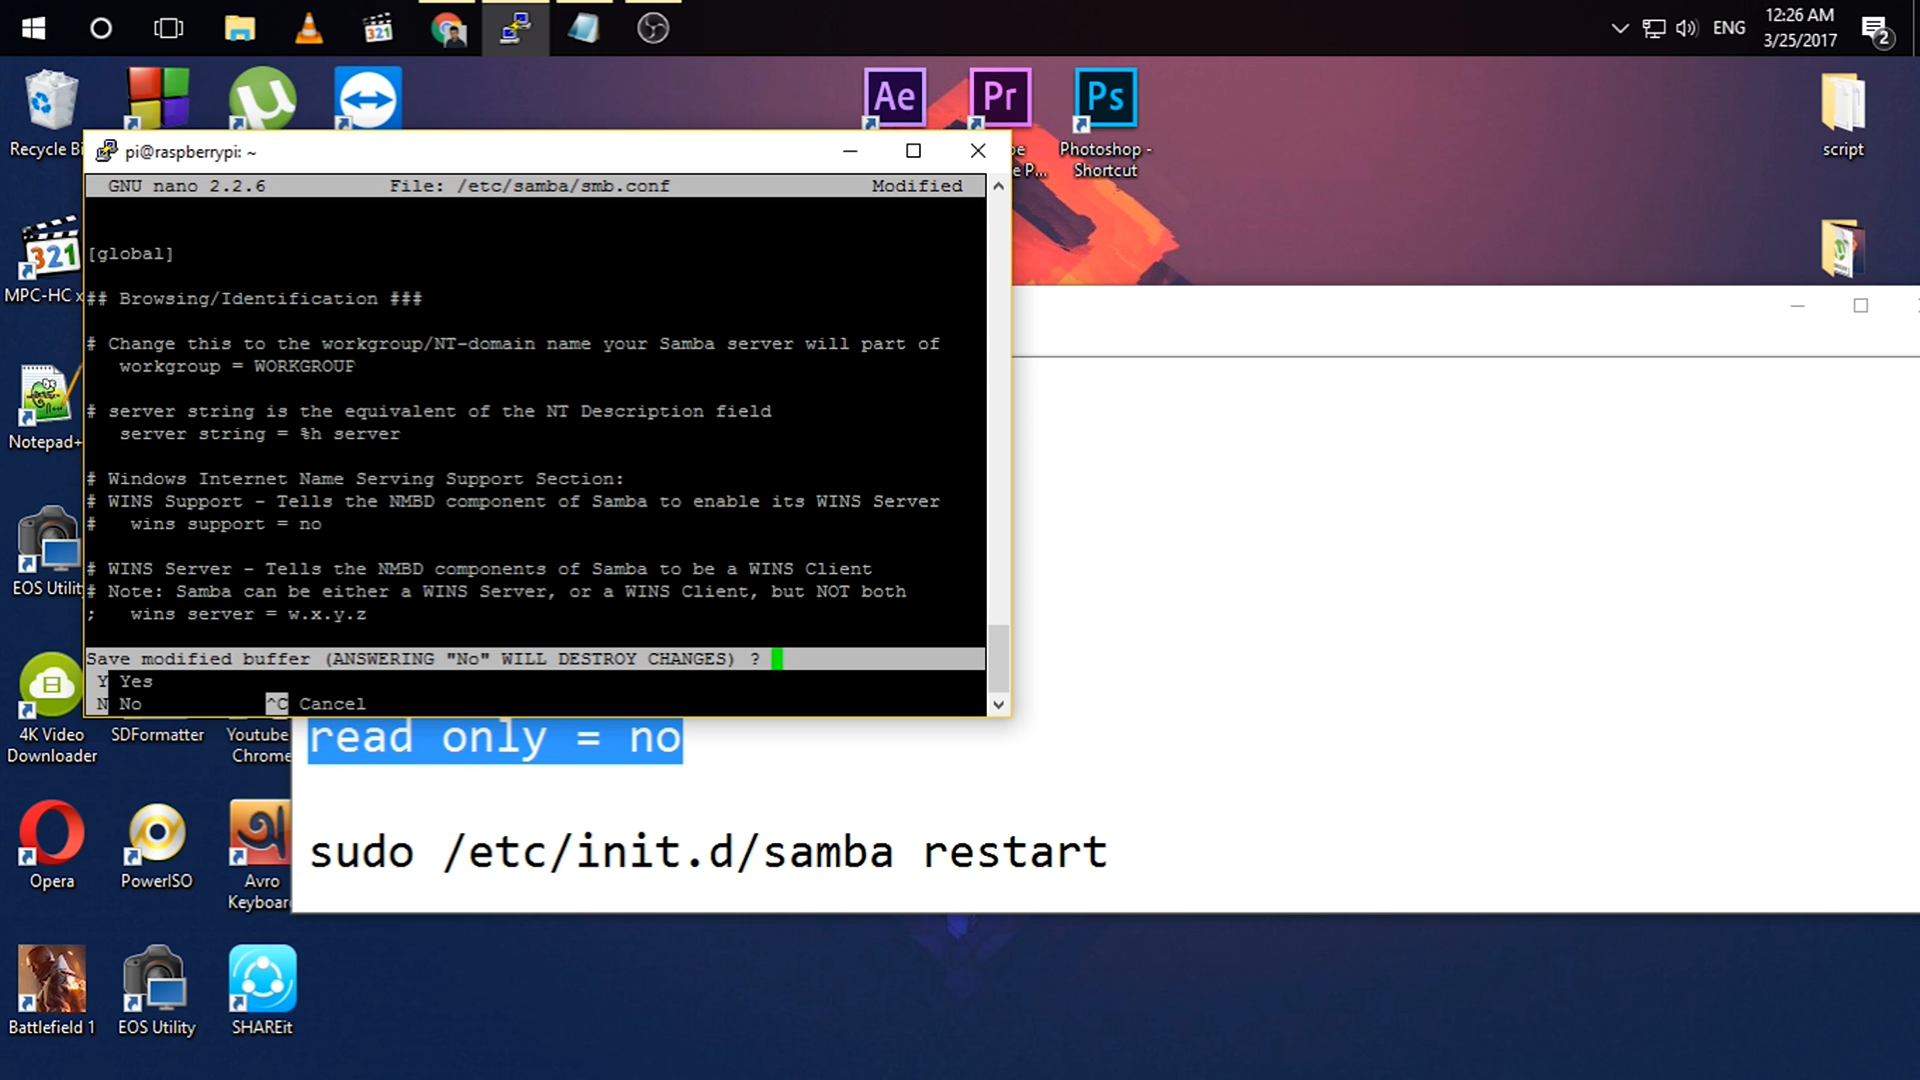 ENG
12:26 AM
3/25/2017
2
321
Ae
Pr
Ps
Recycle Bi
Photoshop -
Shortcut
be
e P...
script
pi@raspberrypi: ~
GNU nano 2.2.6 File: /etc/samba/smb.conf Modified
[global]
## Browsing/Identification ###
# Change this to the workgroup/NT-domain name your Samba server will part of
workgroup = WORKGROUP
# server string is the equivalent of the NT Description field
server string = %h server
# Windows Internet Name Serving Support Section:
# WINS Support - Tells the NMBD component of Samba to enable its WINS Server
# wins support = no
# WINS Server - Tells the NMBD components of Samba to be a WINS Client
# Note: Samba can be either a WINS Server, or a WINS Client, but NOT both
; wins server = w.x.y.z
Save modified buffer (ANSWERING "No" WILL DESTROY CHANGES) ?
Y Yes
N No ^C Cancel
321
MPC-HC x
Notepad+
EOS Utilit
4K Video
Downloader
SDFormatter
Youtube
Chrome
read only = no
sudo /etc/init.d/samba restart
Opera
PowerISO
অ
Avro
Keyboar
Battlefield 1
EOS Utility
SHAREit